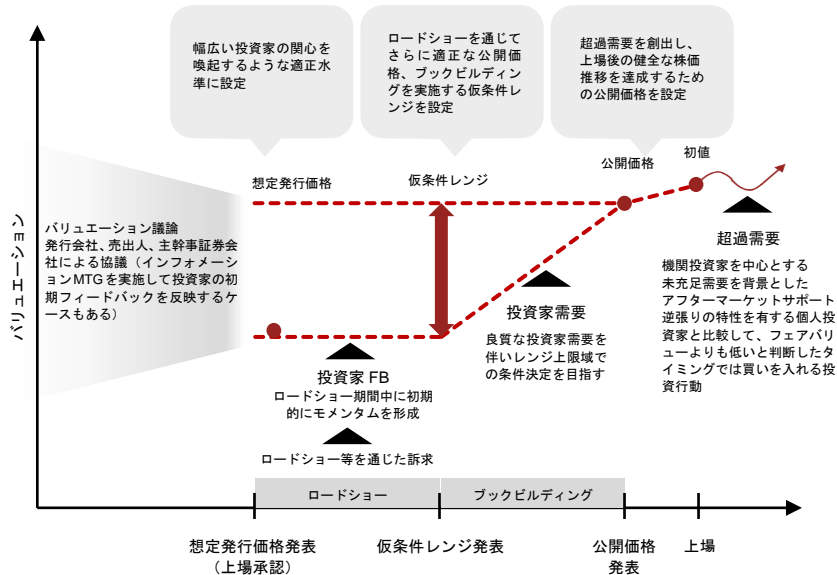 幅広い投資家の関心を
喚起するような適正水
準に設定
ロードショーを通じて
さらに適正な公開価
格、ブックビルディン
グを実施する仮条件レ
ンジを設定
超過需要を創出し、
上場後の健全な株価
推移を達成するため
の公開価格を設定
想定発行価格
仮条件レンジ
公開価格
初値
バリュエーション
バリュエーション議論
発行会社、売出人、主幹事証券会
社による協議（インフォメーシ
ョンMTGを実施して投資家の初
期フィードバックを反映するケ
ースもある）
投資家 FB
ロードショー期間中に初期
的にモメンタムを形成
ロードショー等を通じた訴求
投資家需要
良質な投資家需要を
伴いレンジ上限域で
の条件決定を目指す
超過需要
機関投資家を中心とする
未充足需要を背景とした
アフターマーケットサポート
逆張りの特性を有する個人投
資家と比較して、フェアバリ
ューよりも低いと判断したタ
イミングでは買いを入れる投
資行動
ロードショー
ブックビルディング
想定発行価格発表
（上場承認）
仮条件レンジ発表
公開価格
発表
上場